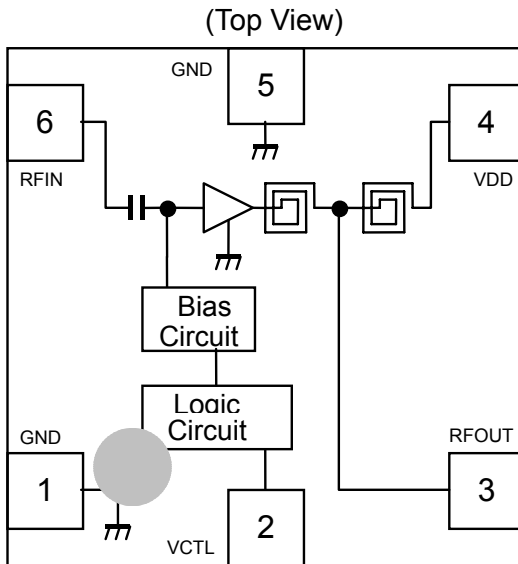 (Top View)
GND
5
6
RFIN
4
VDD
Bias
Circuit
Logic
Circuit
GND
1
VCTL
2
RFOUT
3